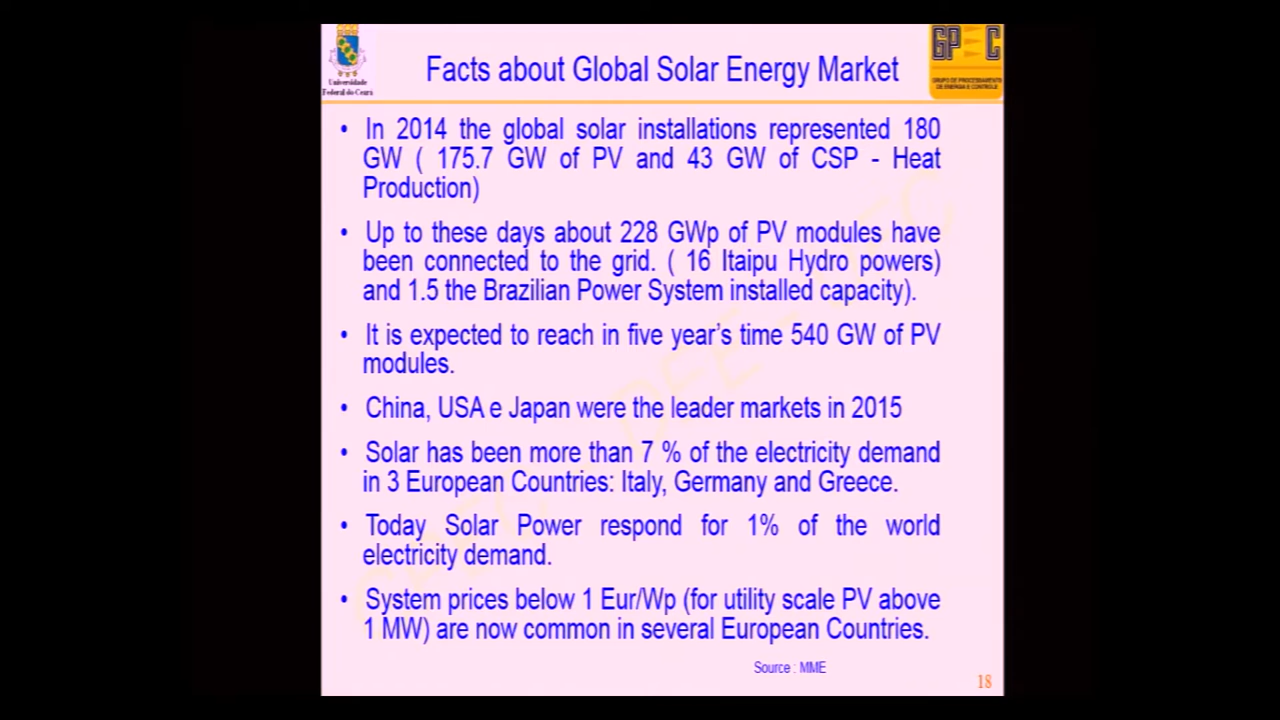 Universidade
Federal do Ceará
Facts about Global Solar Energy Market
GPEC
GRUPO DE PROCESSAMENTO
DE ENERGIA E CONTROLE
• In 2014 the global solar installations represented 180
GW ( 175.7 GW of PV and 43 GW of CSP - Heat
Production)
• Up to these days about 228 GWp of PV modules have
been connected to the grid. ( 16 Itaipu Hydro powers)
and 1.5 the Brazilian Power System installed capacity).
• It is expected to reach in five year's time 540 GW of PV
modules.
• China, USA e Japan were the leader markets in 2015
• Solar has been more than 7 % of the electricity demand
in 3 European Countries: Italy, Germany and Greece.
• Today Solar Power respond for 1% of the world
electricity demand.
• System prices below 1 Eur/Wp (for utility scale PV above
1 MW) are now common in several European Countries.
Source : MME
18